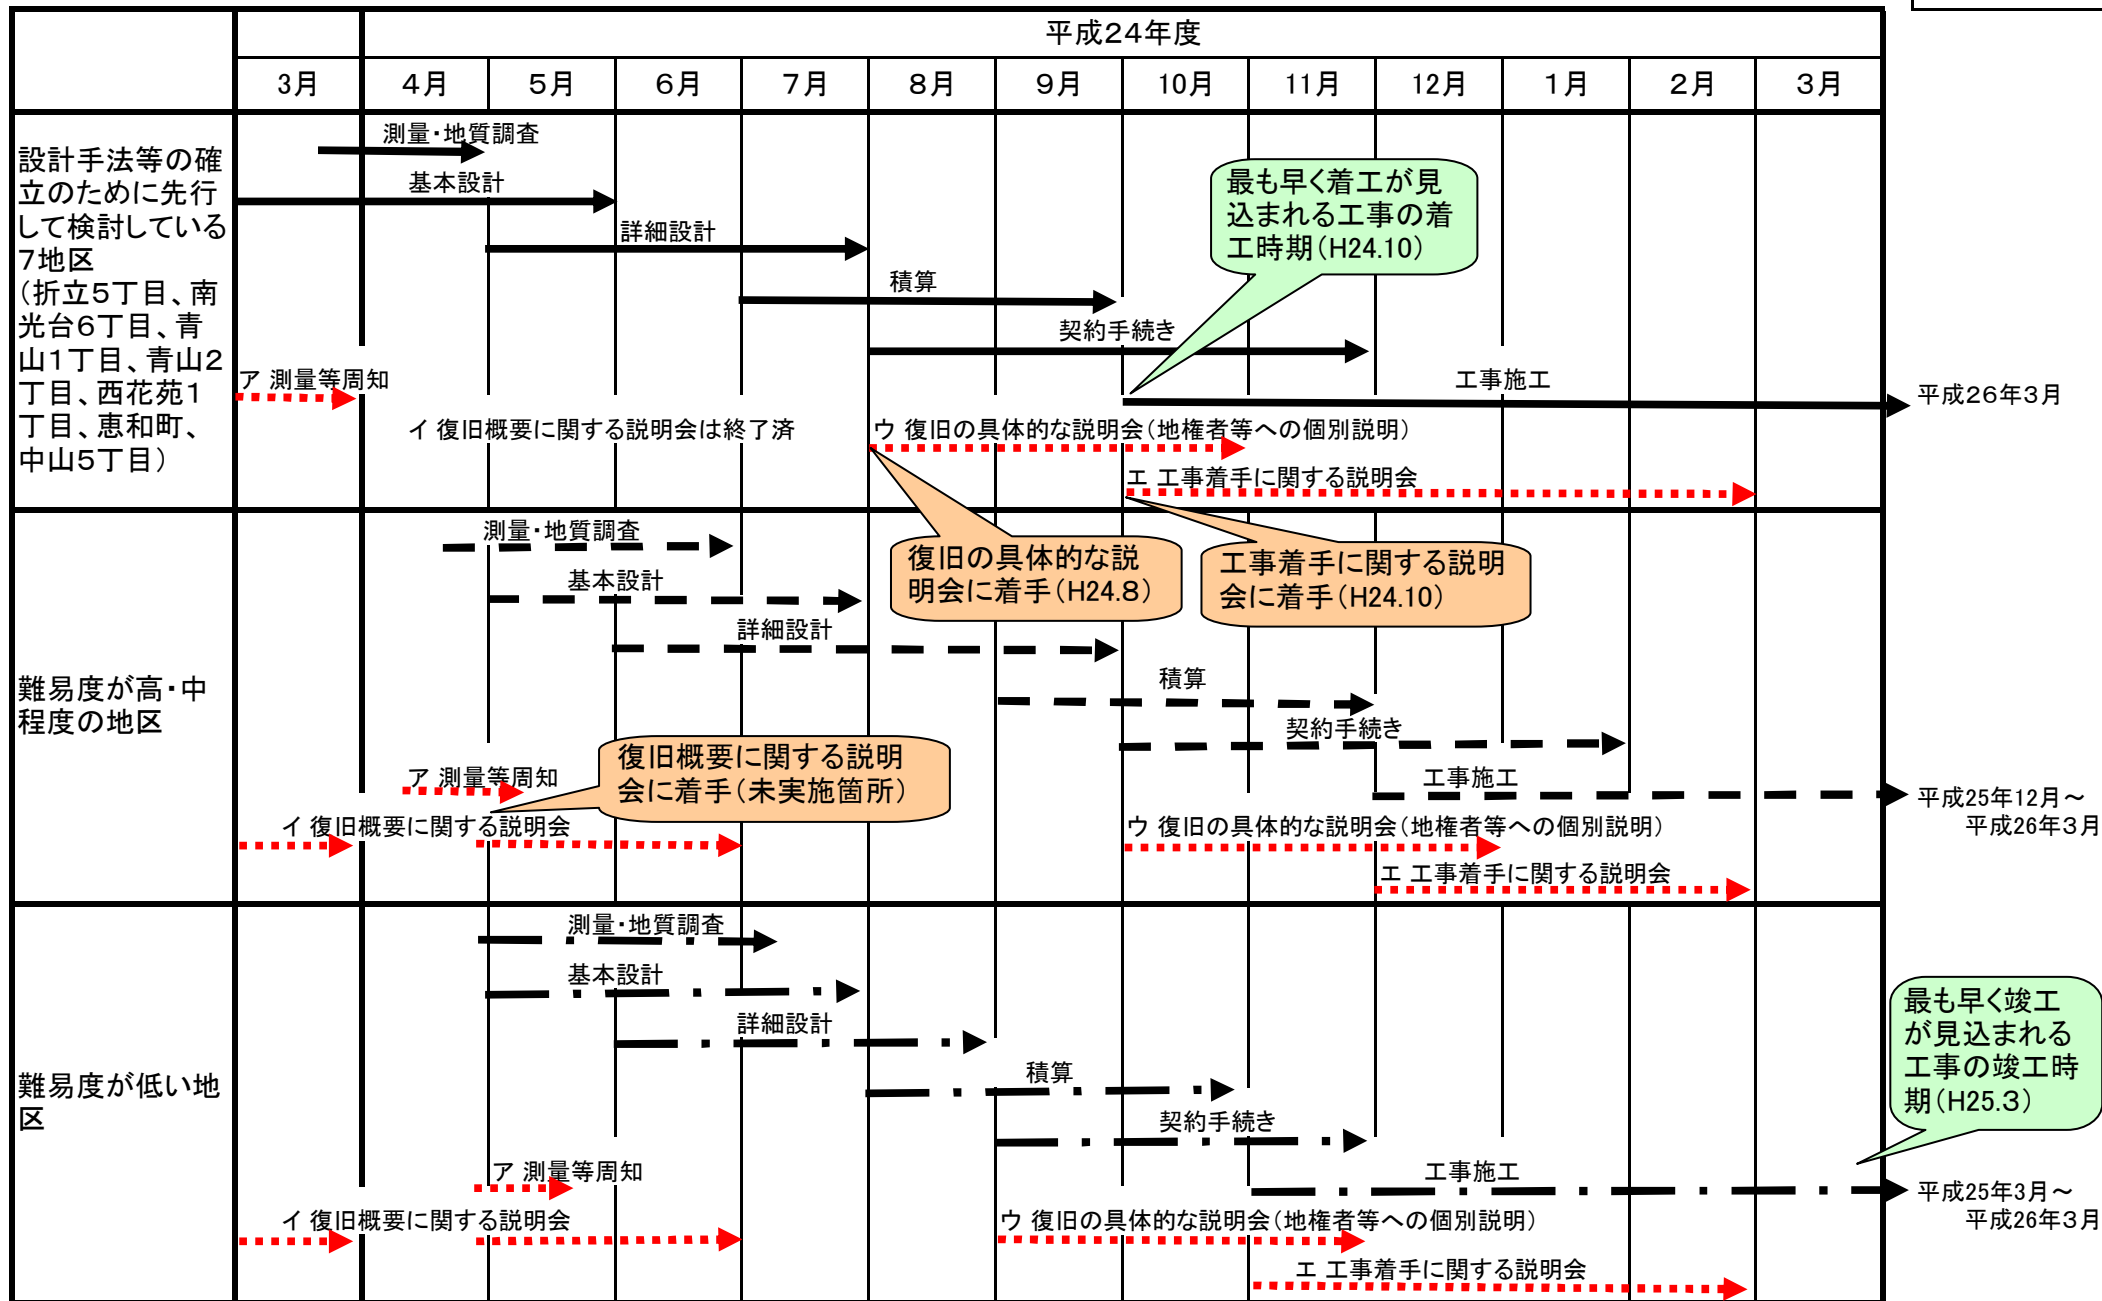 平成24年度
3月 4月 5月 6月 7月 8月 9月 10月 11月 12月 1月 2月 3月
設計手法等の確
立のために先行
して検討している
7地区
(折立5丁目、南
光台6丁目、青
山1丁目、青山2
丁目、西花苑1
丁目、恵和町、
中山5丁目)
測量・地質調査
基本設計
詳細設計
積算
契約手続き
最も早く着工が見
込まれる工事の着
工時期(H24.10)
ア 測量等周知
工事施工
平成26年3月
イ 復旧概要に関する説明会は終了済
ウ 復旧の具体的な説明会(地権者等への個別説明)
エ 工事着手に関する説明会
復旧の具体的な説
明会に着手(H24.8)
工事着手に関する説明
会に着手(H24.10)
難易度が高・中
程度の地区
測量・地質調査
基本設計
詳細設計
積算
契約手続き
復旧概要に関する説明
会に着手(未実施箇所)
ア 測量等周知
工事施工
平成25年12月～
平成26年3月
イ 復旧概要に関する説明会
ウ 復旧の具体的な説明会(地権者等への個別説明)
エ 工事着手に関する説明会
難易度が低い地
区
測量・地質調査
基本設計
詳細設計
積算
契約手続き
最も早く竣工
が見込まれる
工事の竣工時
期(H25.3)
ア 測量等周知
工事施工
平成25年3月～
平成26年3月
イ 復旧概要に関する説明会
ウ 復旧の具体的な説明会(地権者等への個別説明)
エ 工事着手に関する説明会